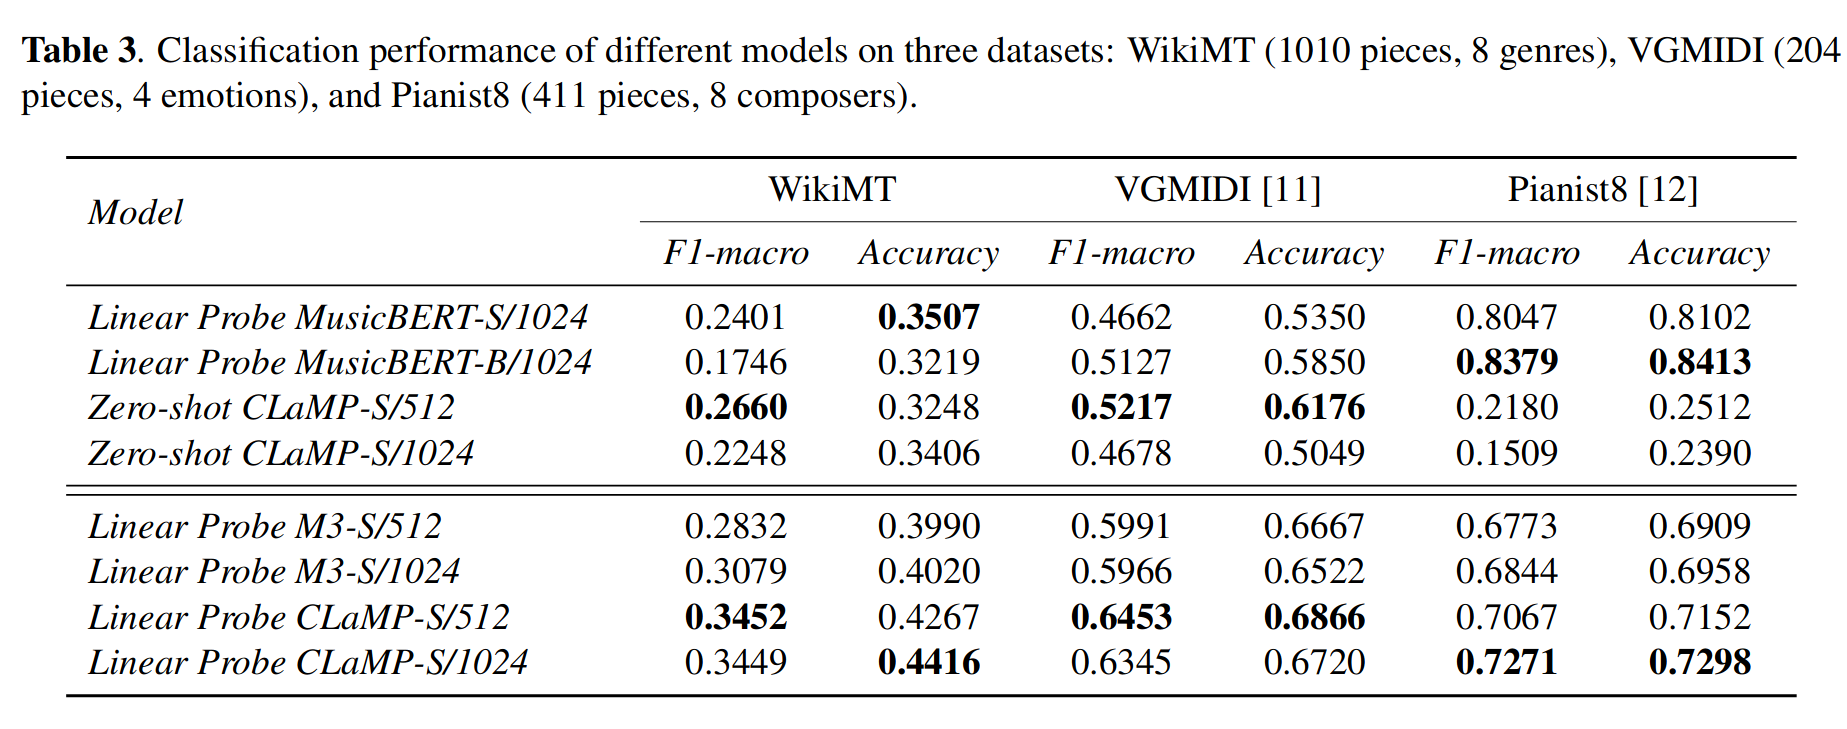 Table 3. Classification performance of different models on three datasets: WikiMT (1010 pieces, 8 genres), VGMIDI (204
pieces, 4 emotions), and Pianist8 (411 pieces, 8 composers).
Model WikiMT VGMIDI [11] Pianist8 [12]
F1-macro Accuracy F1-macro Accuracy F1-macro Accuracy
Linear Probe MusicBERT-S/1024 0.2401 0.3507 0.4662 0.5350 0.8047 0.8102
Linear Probe MusicBERT-B/1024 0.1746 0.3219 0.5127 0.5850 0.8379 0.8413
Zero-shot CLaMP-S/512 0.2660 0.3248 0.5217 0.6176 0.2180 0.2512
Zero-shot CLaMP-S/1024 0.2248 0.3406 0.4678 0.5049 0.1509 0.2390
Linear Probe M3-S/512 0.2832 0.3990 0.5991 0.6667 0.6773 0.6909
Linear Probe M3-S/1024 0.3079 0.4020 0.5966 0.6522 0.6844 0.6958
Linear Probe CLaMP-S/512 0.3452 0.4267 0.6453 0.6866 0.7067 0.7152
Linear Probe CLaMP-S/1024 0.3449 0.4416 0.6345 0.6720 0.7271 0.7298